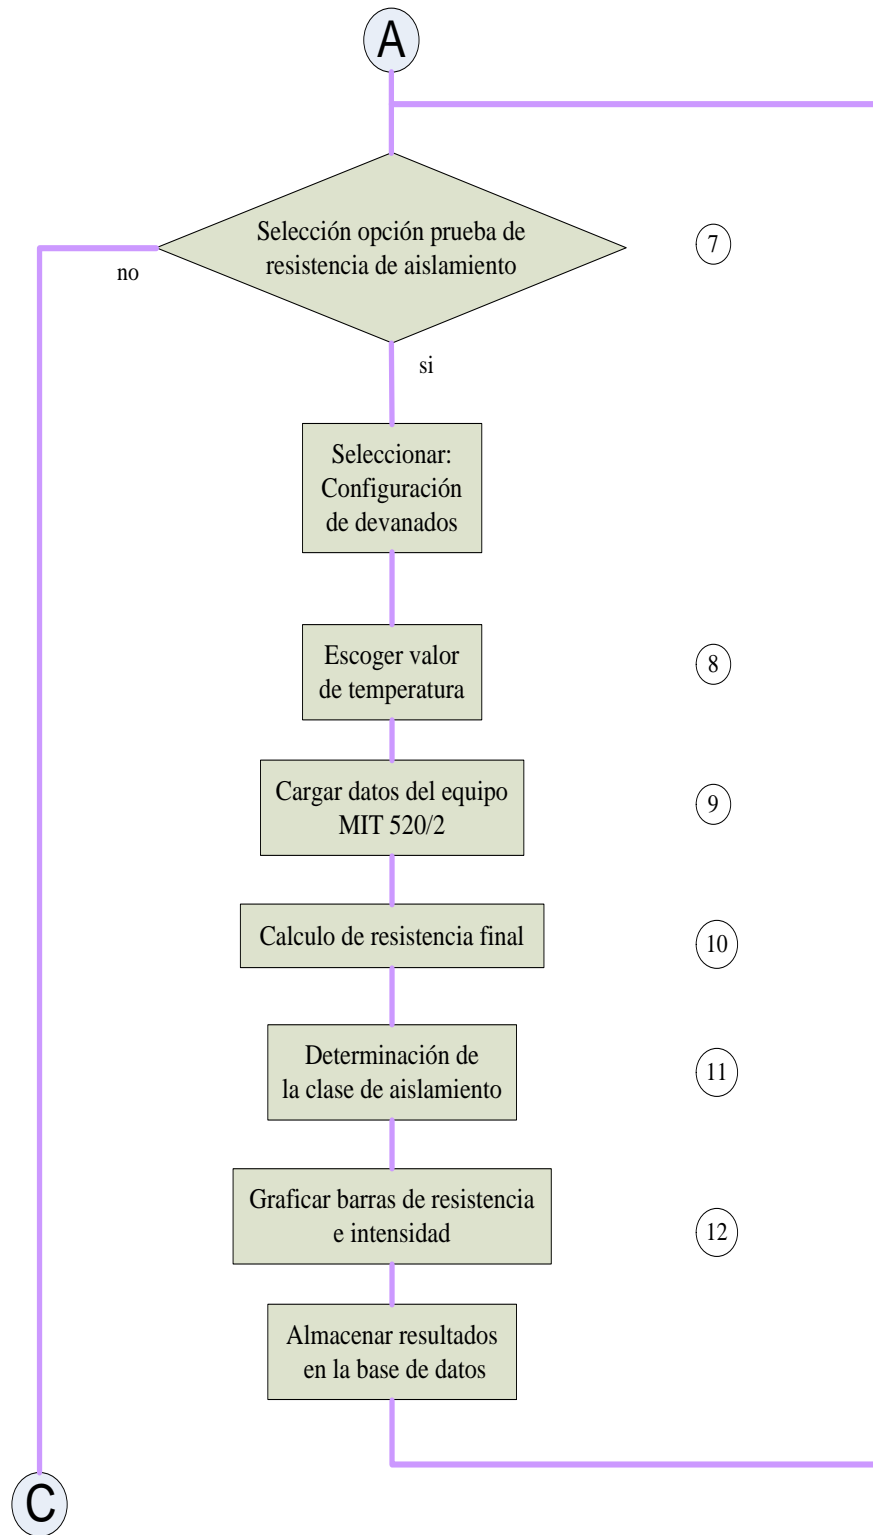 A
Selección opción prueba de
resistencia de aislamiento
7
no
si
Seleccionar:
Configuración
de devanados
Escoger valor
de temperatura
8
Cargar datos del equipo
MIT 520/2
9
Calculo de resistencia final
10
Determinación de
la clase de aislamiento
11
Graficar barras de resistencia
e intensidad
12
Almacenar resultados
en la base de datos
C